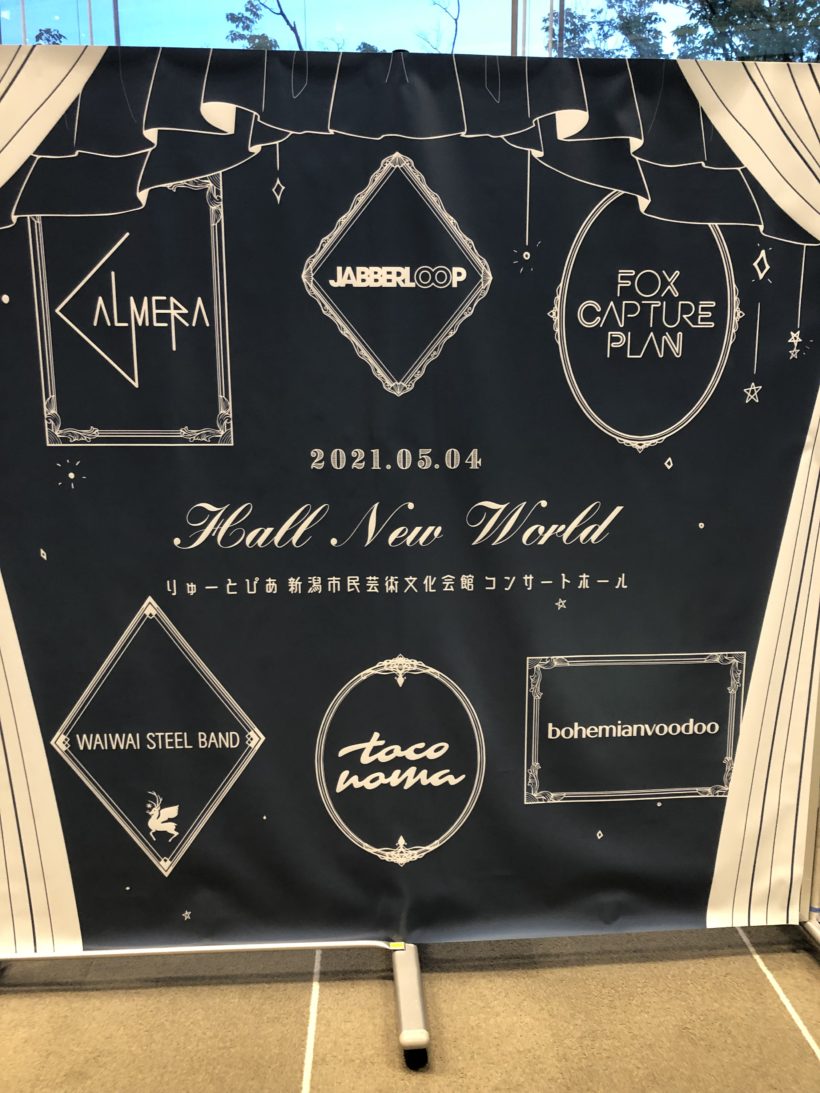 CALMERA
JABBERLOOP
FOX
CAPTURE
PLAN
2021.05.04
Hall New World
りゅーとぴあ 新潟市民芸術文化会館 コンサートホール
WAIWAI STEEL BAND
toco
noma
bohemianvoodoo